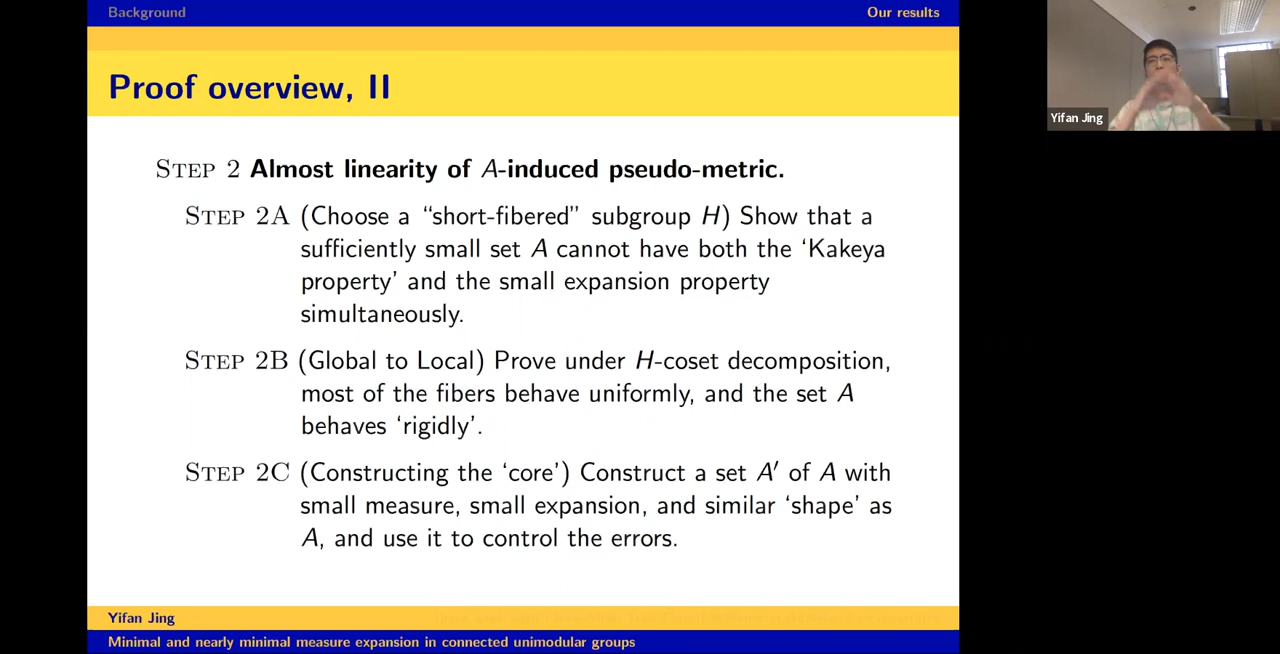 Background
Our results
Proof overview, II
STEP 2 Almost linearity of A-induced pseudo-metric.
STEP 2A (Choose a “short-fibered” subgroup H) Show that a
sufficiently small set A cannot have both the ‘Kakeya
property’ and the small expansion property
simultaneously.
STEP 2B (Global to Local) Prove under H-coset decomposition,
most of the fibers behave uniformly, and the set A
behaves ‘rigidly’.
STEP 2C (Constructing the ‘core’) Construct a set A′ of A with
small measure, small expansion, and similar ‘shape’ as
A, and use it to control the errors.
Yifan Jing
Minimal and nearly minimal measure expansion in connected unimodular groups
Yifan Jing